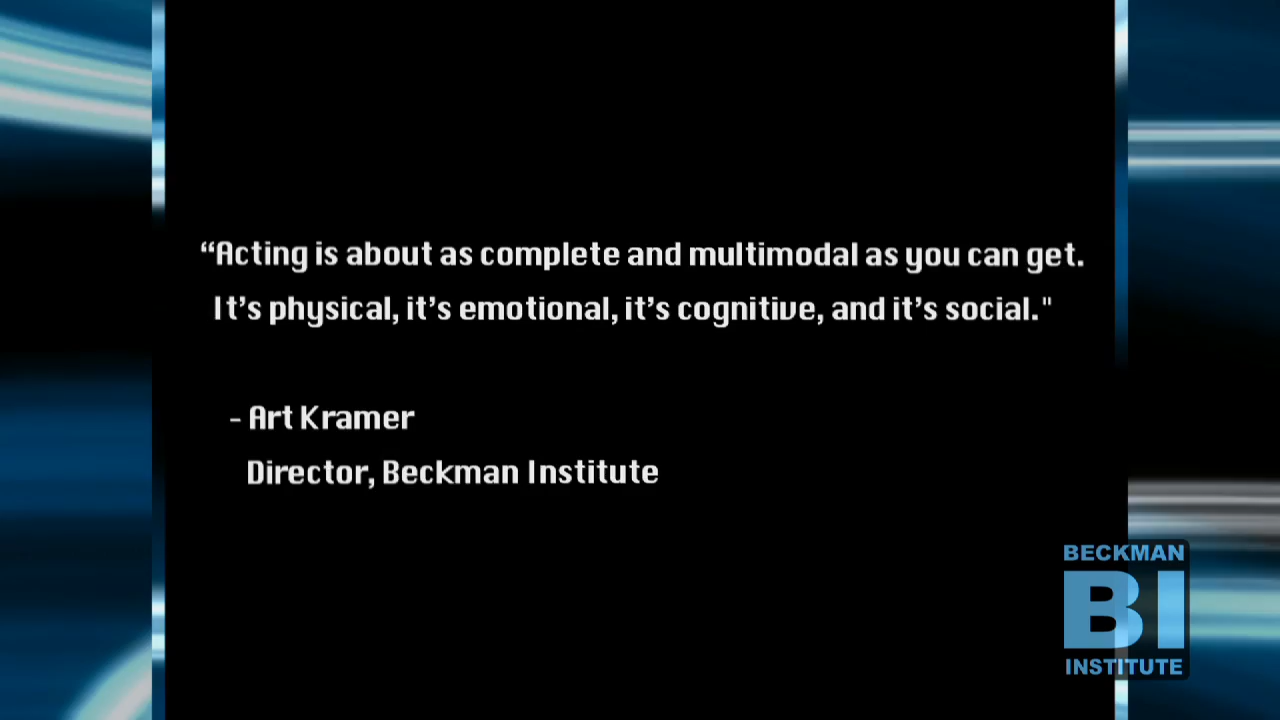 “Acting is about as complete and multimodal as you can get.
It’s physical, it’s emotional, it’s cognitive, and it’s social."
- Art Kramer
Director, Beckman Institute
BECKMAN
BI
INSTITUTE